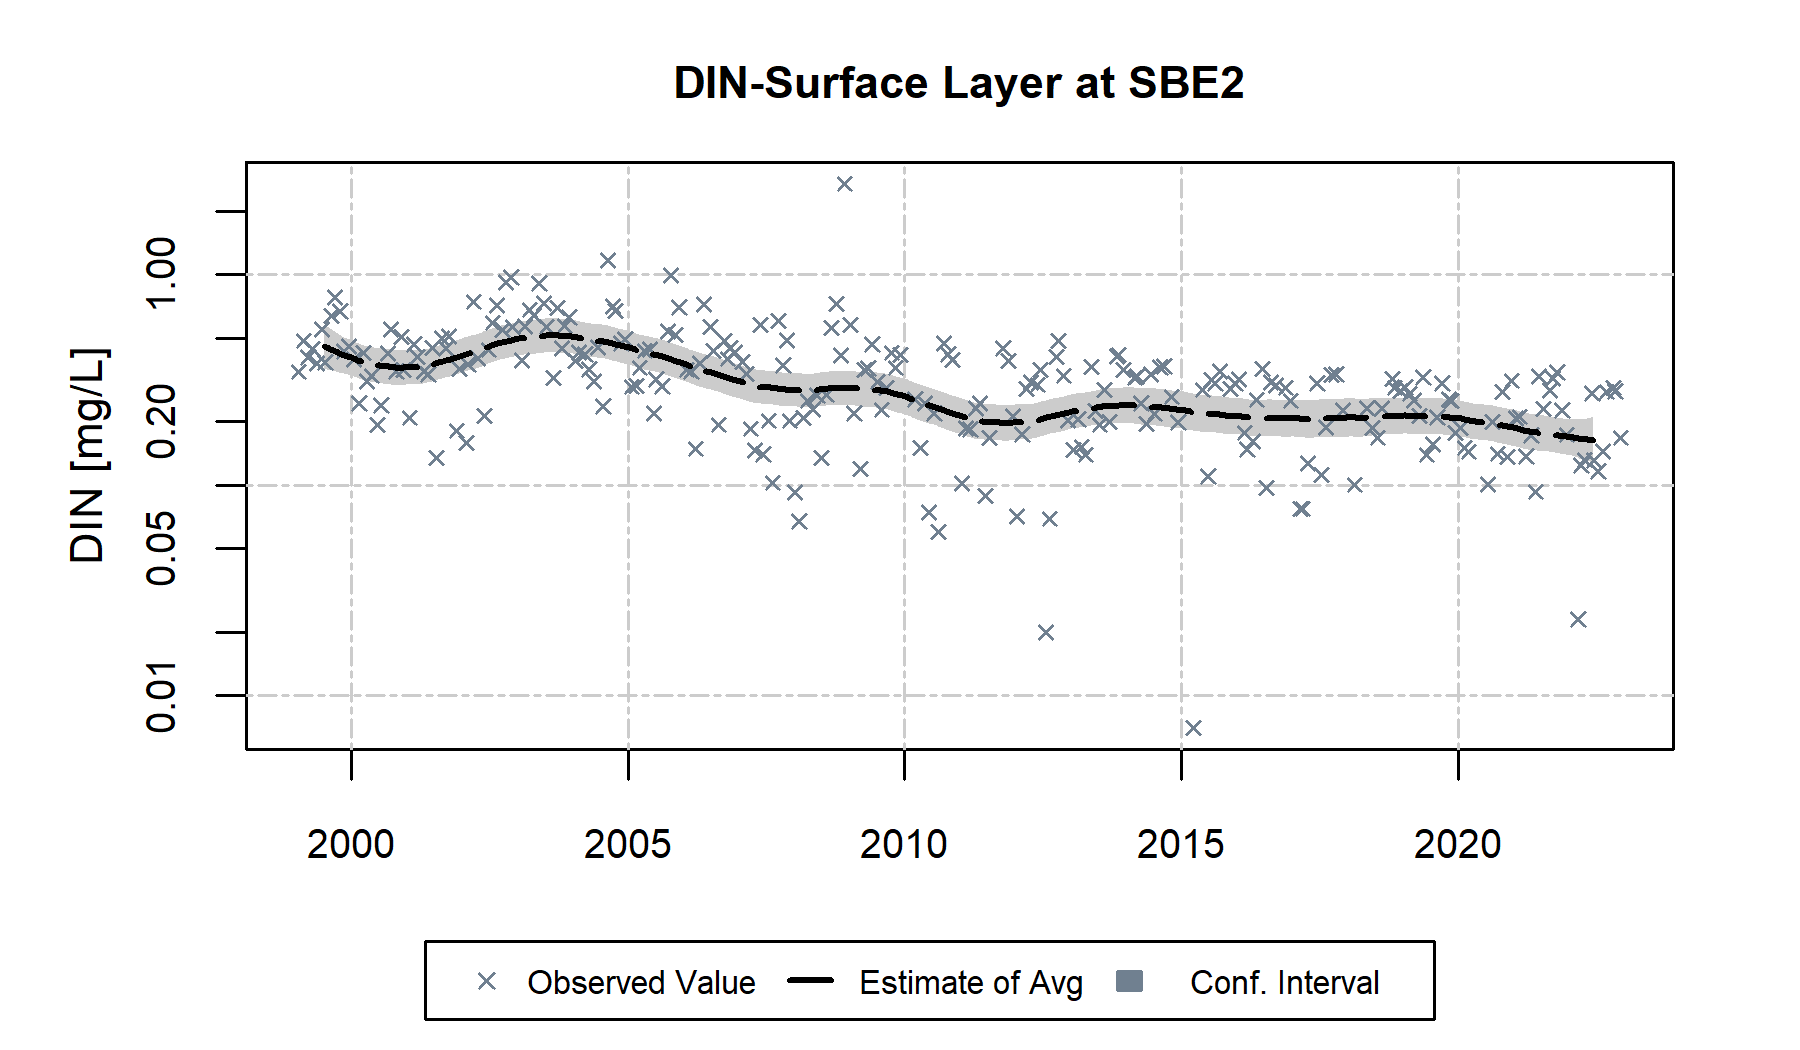 DIN-Surface Layer at SBE2
DIN [mg/L]
1.00
0.20
0.05
0.01
2000 2005 2010 2015 2020
Observed Value Estimate of Avg Conf. Interval